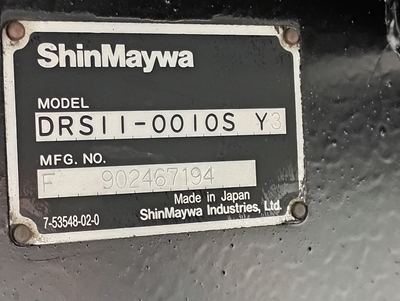 ShinMaywa
MODEL
DRS11-0010S Y3
MFG. NO.
F 902467194
Made in Japan
7-53548-02-0 ShinMaywa Industries, Ltd.